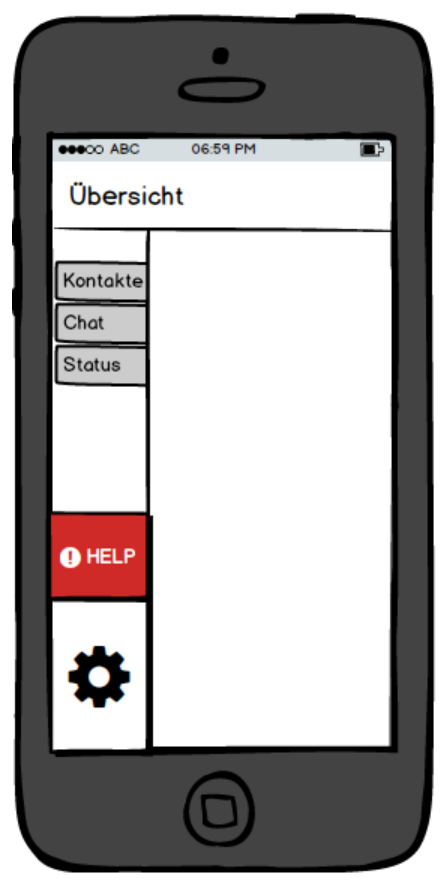 ABC 06:59 PM
Übersicht
Kontakte
Chat
Status
! HELP